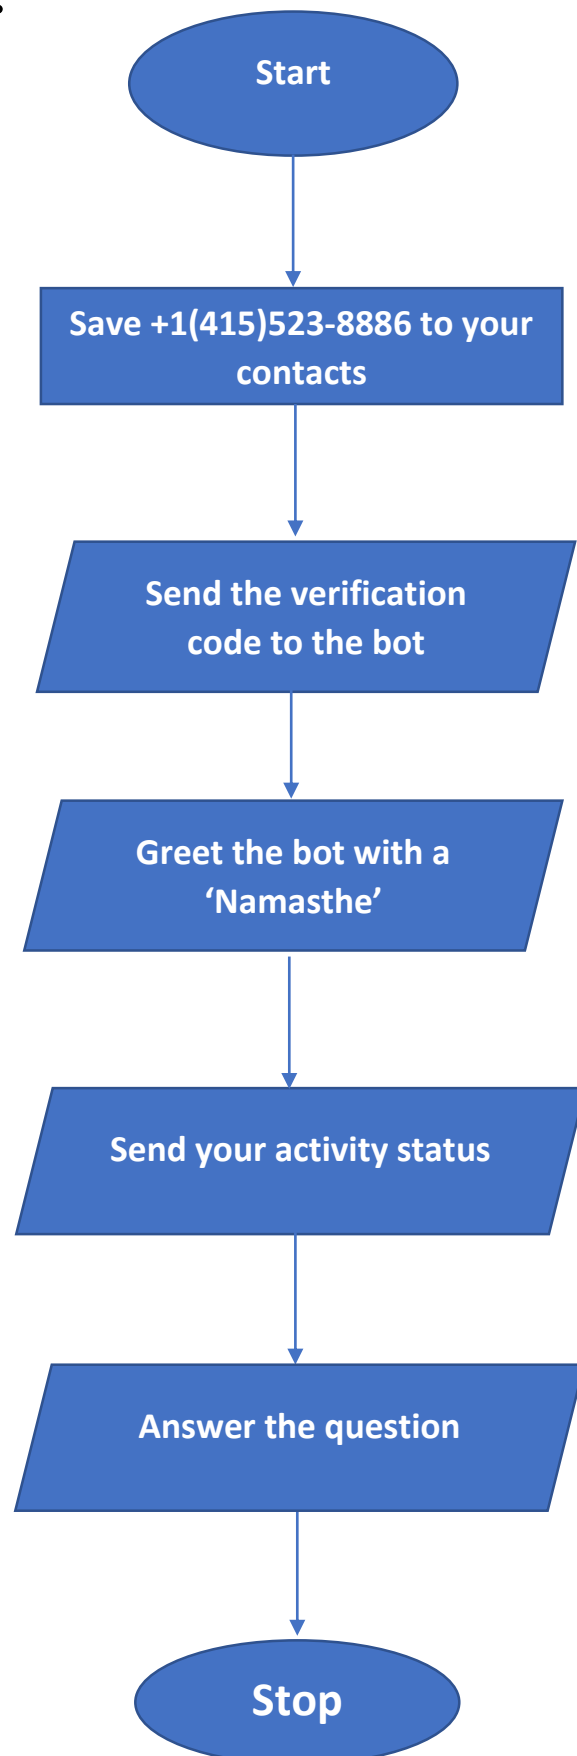 Start
Save +1(415)523-8886 to your
contacts
Send the verification
code to the bot
Greet the bot with a
‘Namasthe’
Send your activity status
Answer the question
Stop